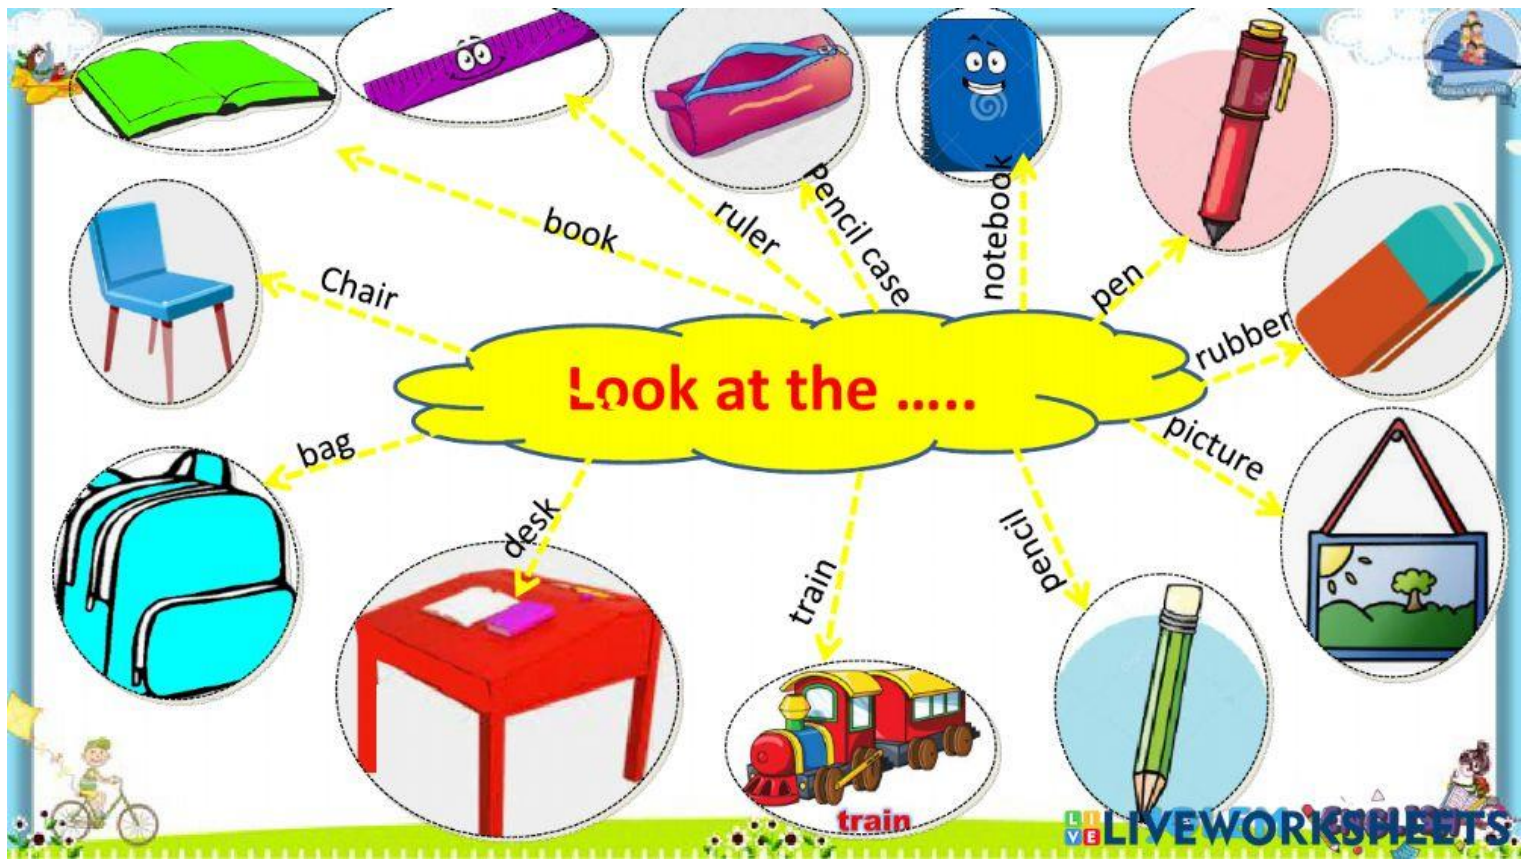 book
ruler
Pencil case
notebook
pen
Chair
rubber
Look at the .....
bag
picture
desk
train
pencil
train
LIVEWORKSHEETS